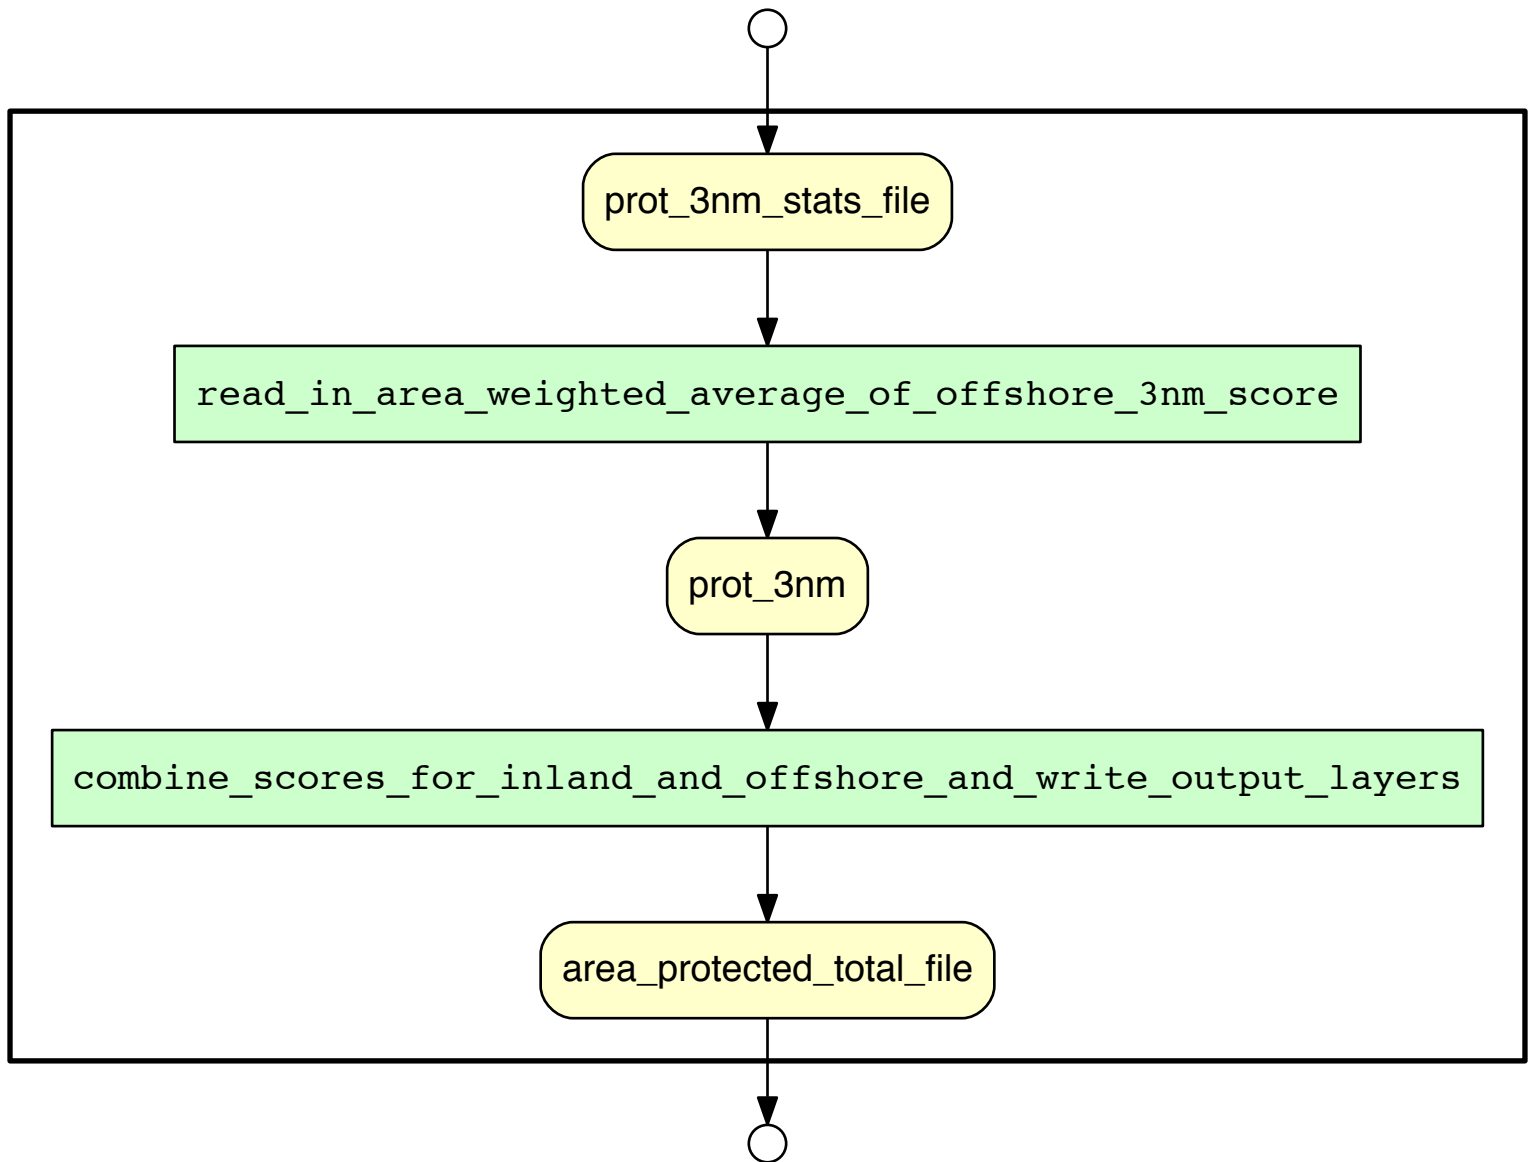 prot_3nm_stats_file
read_in_area_weighted_average_of_offshore_3nm_score
prot_3nm
combine_scores_for_inland_and_offshore_and_write_output_layers
area_protected_total_file